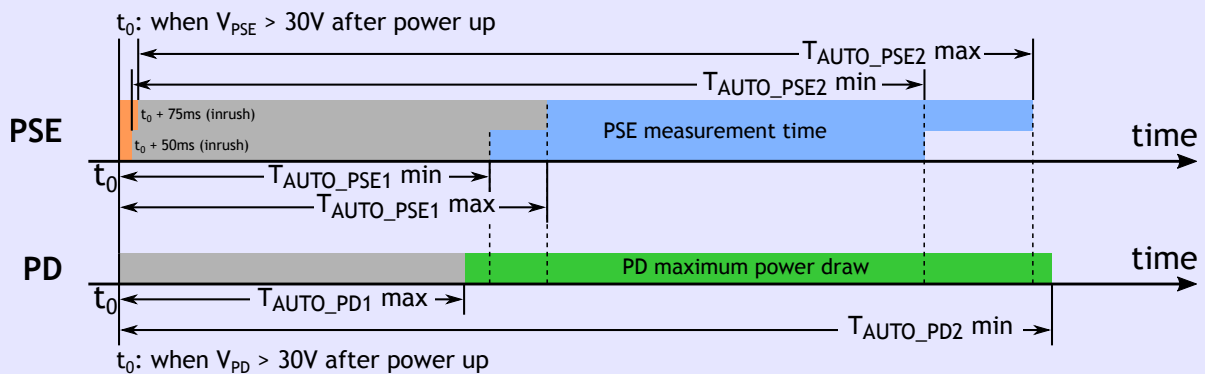 t0: when VPSE > 30V after power up
TAUTO_PSE2 max
TAUTO_PSE2 min
t0 + 75ms (inrush)
PSE
PSE measurement time
time
t0 + 50ms (inrush)
t0
TAUTO_PSE1 min
TAUTO_PSE1 max
PD
PD maximum power draw
time
t0
TAUTO_PD1 max
TAUTO_PD2 min
t0: when VPD > 30V after power up